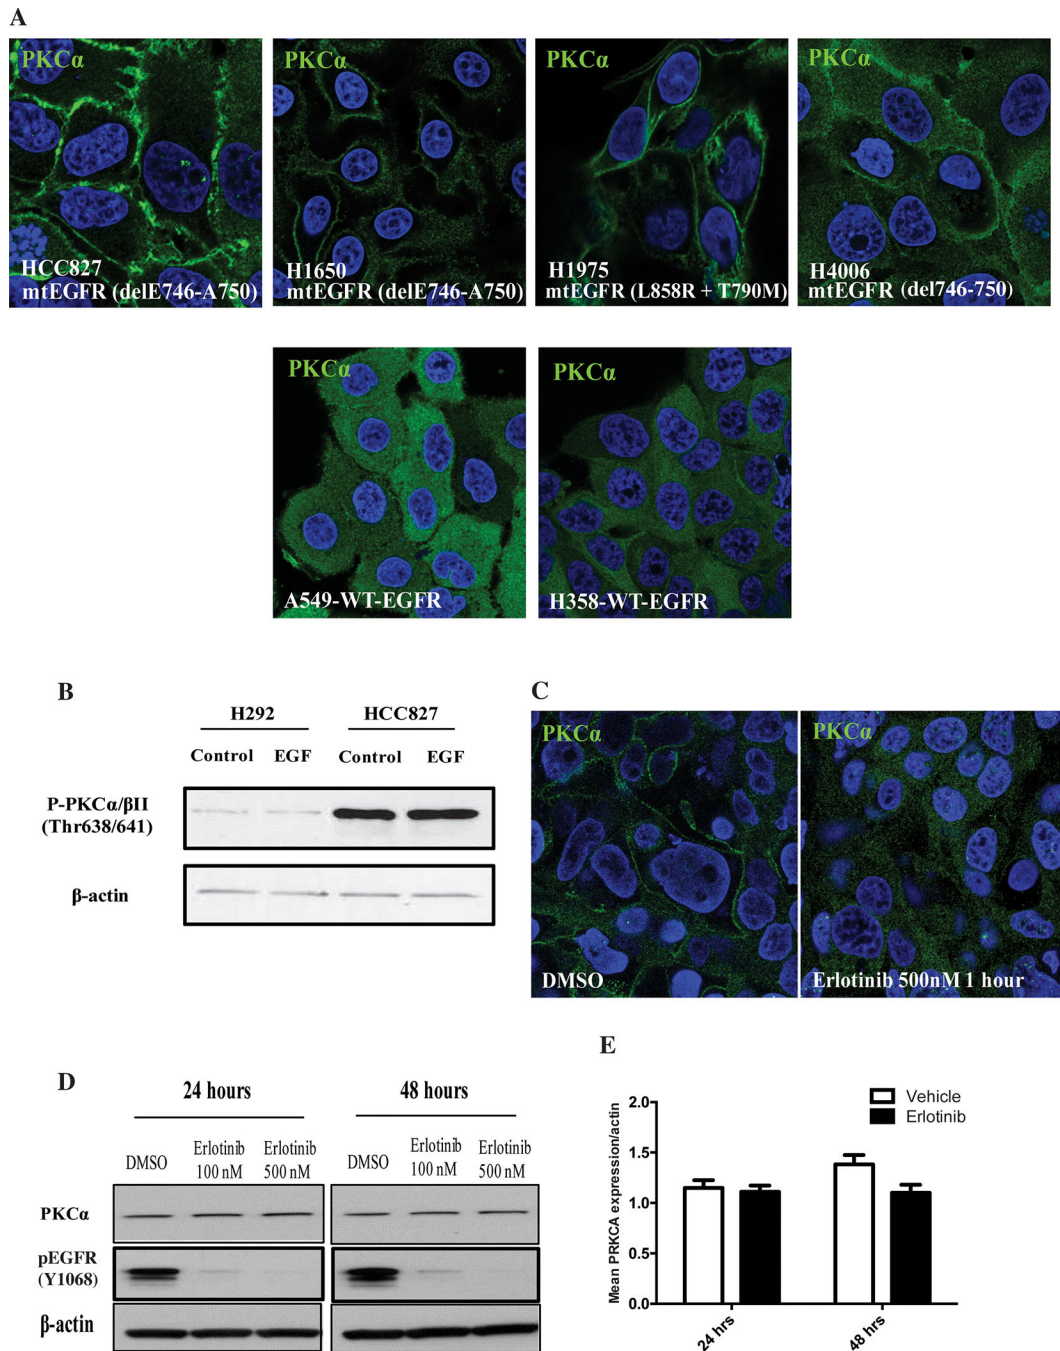 A
PKCα
HCC827
mtEGFR (delE746-A750)
PKCα
H1650
mtEGFR (delE746-A750)
PKCα
H1975
mtEGFR (L858R + T790M)
PKCα
H4006
mtEGFR (del746-750)
PKCα
A549-WT-EGFR
PKCα
H358-WT-EGFR
B
H292 HCC827
Control EGF Control EGF
P-PKCα/βII
(Thr638/641)
β-actin
C
PKCα
DMSO
PKCα
Erlotinib 500nM 1 hour
D
24 hours 48 hours
DMSO Erlotinib 100 nM Erlotinib 500 nM DMSO Erlotinib 100 nM Erlotinib 500 nM
PKCα
pEGFR
(Y1068)
β-actin
E
Vehicle
Erlotinib
Mean PRKCA expression/actin
2.0
1.5
1.0
0.5
0.0
24 hrs 48 hrs